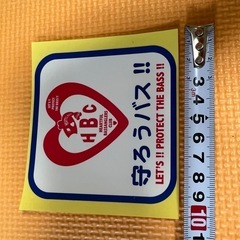 HBC
守ろうバス!!
LET'S!! PROTECT THE BASS!!
3 4 5 6 7 8 9 10